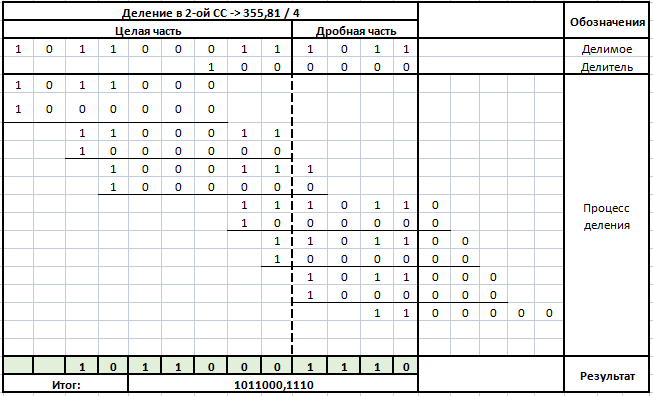 Деление в 2-ой СС -> 355,81 / 4
Обозначения
Целая часть Дробная часть
1 0 1 1 0 0 0 1 1 1 0 1 1 Делимое
1 0 0 0 0 0 0 Делитель
1 0 1 1 0 0 0
1 0 0 0 0 0 0
1 1 0 0 0 1 1
1 0 0 0 0 0 0
1 0 0 0 1 1 1
1 0 0 0 0 0 0
1 1 1 0 1 1 0
Процесс
1 0 0 0 0 0 0
деления
1 1 0 1 1 0 0
1 0 0 0 0 0 0
1 0 1 1 0 0 0
1 0 0 0 0 0 0
1 1 0 0 0 0 0
1 0 1 1 0 0 0 1 1 1 0
Результат
Итог: 1011000,1110